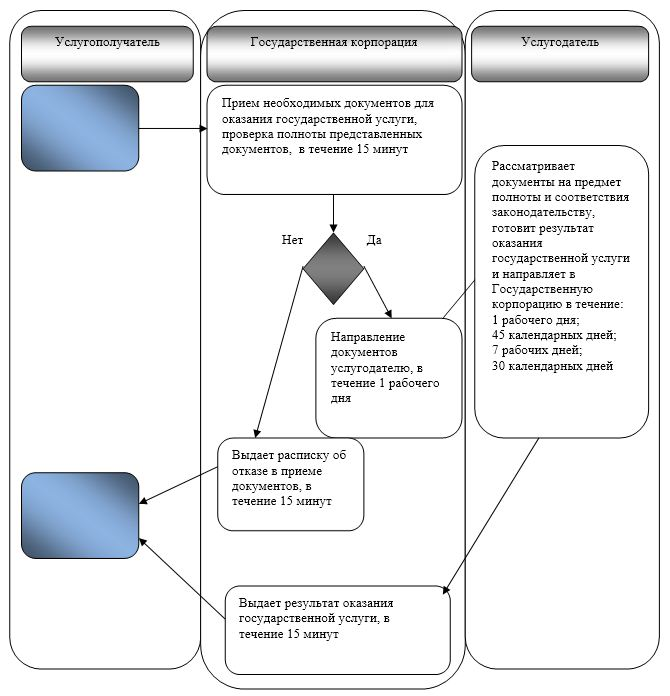 Услугополучатель
Государственная корпорация
Услугодатель
Прием необходимых документов для
оказания государственной услуги,
проверка полноты представленных
документов, в течение 15 минут
Рассматривает
документы на предмет
полноты и соответствия
законодательству,
готовит результат
оказания
государственной услуги
и направляет в
Государственную
корпорацию в течение:
1 рабочего дня;
45 календарных дней;
7 рабочих дней;
30 календарных дней
Нет
Да
Направление
документов
услугодателю, в
течение 1 рабочего
дня
Выдает расписку об
отказе в приеме
документов, в
течение 15 минут
Выдает результат оказания
государственной услуги, в
течение 15 минут